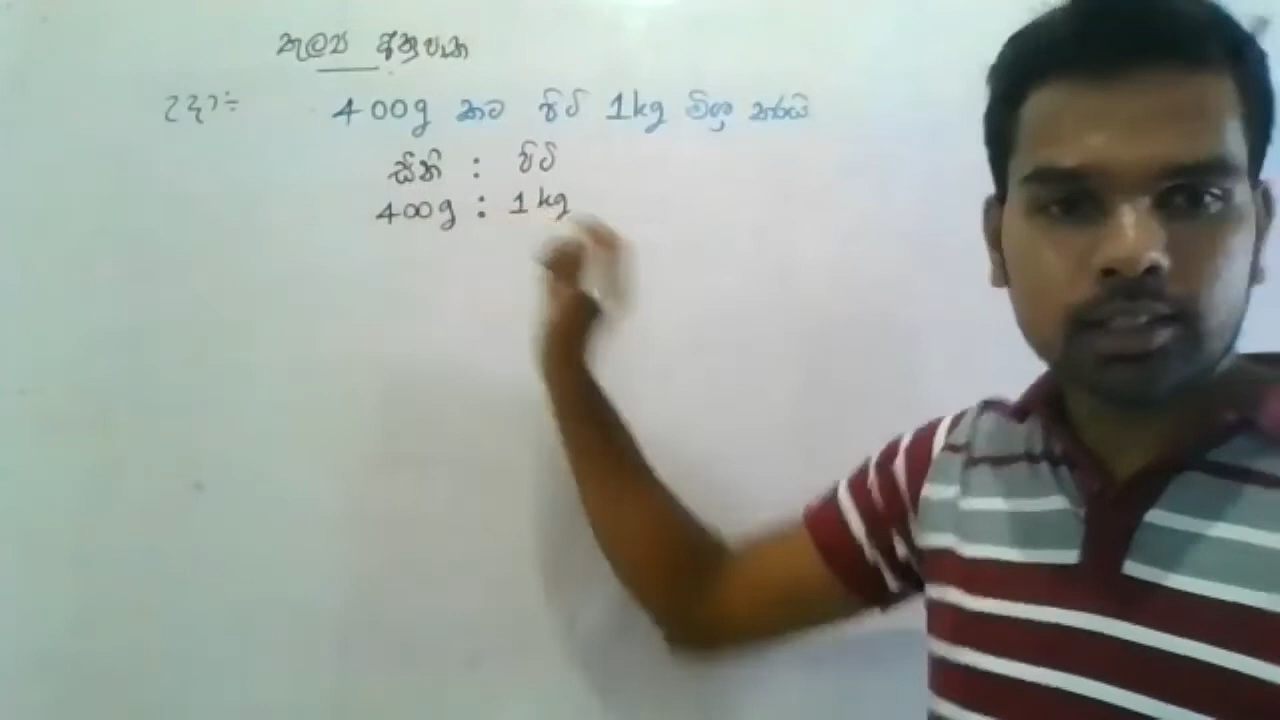 තුල්‍ය අනුපාත
උදා:-
400g කට පිටි 1kg මිශ්‍ර කරයි
සීනි : පිටි
400g : 1kg